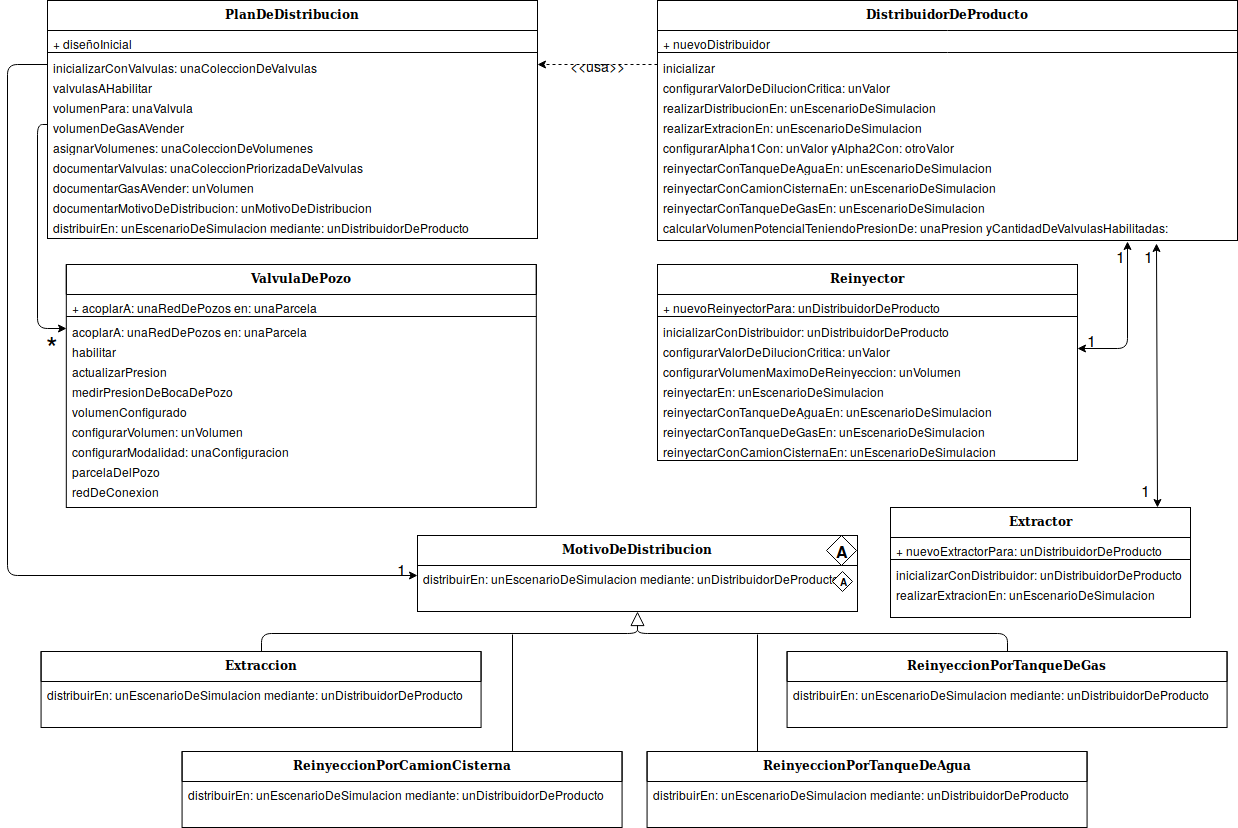 PlanDeDistribucion
+ diseñoInicial
inicializarConValvulas: unaColeccionDeValvulas
valvulasAHabilitar
volumenPara: unaValvula
volumenDeGasAVender
asignarVolumenes: unaColeccionDeVolumenes
documentarValvulas: unaColeccionPriorizadaDeValvulas
documentarGasAVender: unVolumen
documentarMotivoDeDistribucion: unMotivoDeDistribucion
distribuirEn: unEscenarioDeSimulacion mediante: unDistribuidorDeProducto
<<usa>>
DistribuidorDeProducto
+ nuevoDistribuidor
inicializar
configurarValorDeDilucionCritica: unValor
realizarDistribucionEn: unEscenarioDeSimulacion
realizarExtracionEn: unEscenarioDeSimulacion
configurarAlpha1Con: unValor yAlpha2Con: otroValor
reinyectarConTanqueDeAguaEn: unEscenarioDeSimulacion
reinyectarConCamionCisternaEn: unEscenarioDeSimulacion
reinyectarConTanqueDeGasEn: unEscenarioDeSimulacion
calcularVolumenPotencialTeniendoPresionDe: unaPresion yCantidadDeValvulasHabilitadas:
1
1
ValvulaDePozo
+ acoplarA: unaRedDePozos en: unaParcela
acoplarA: unaRedDePozos en: unaParcela
habilitar
actualizarPresion
medirPresionDeBocaDePozo
volumenConfigurado
configurarVolumen: unVolumen
configurarModalidad: unaConfiguracion
parcelaDelPozo
redDeConexion
*
Reinyector
+ nuevoReinyectorPara: unDistribuidorDeProducto
inicializarConDistribuidor: unDistribuidorDeProducto
configurarValorDeDilucionCritica: unValor
configurarVolumenMaximoDeReinyeccion: unVolumen
reinyectarEn: unEscenarioDeSimulacion
reinyectarConTanqueDeAguaEn: unEscenarioDeSimulacion
reinyectarConTanqueDeGasEn: unEscenarioDeSimulacion
reinyectarConCamionCisternaEn: unEscenarioDeSimulacion
1
1
Extractor
+ nuevoExtractorPara: unDistribuidorDeProducto
inicializarConDistribuidor: unDistribuidorDeProducto
realizarExtracionEn: unEscenarioDeSimulacion
1
MotivoDeDistribucion
A
distribuirEn: unEscenarioDeSimulacion mediante: unDistribuidorDeProducto
A
Extraccion
distribuirEn: unEscenarioDeSimulacion mediante: unDistribuidorDeProducto
ReinyeccionPorTanqueDeGas
distribuirEn: unEscenarioDeSimulacion mediante: unDistribuidorDeProducto
ReinyeccionPorCamionCisterna
distribuirEn: unEscenarioDeSimulacion mediante: unDistribuidorDeProducto
ReinyeccionPorTanqueDeAgua
distribuirEn: unEscenarioDeSimulacion mediante: unDistribuidorDeProducto